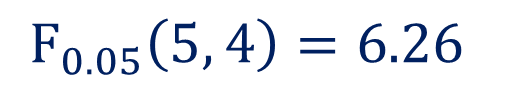 F₀.₀₅(5, 4) = 6.26